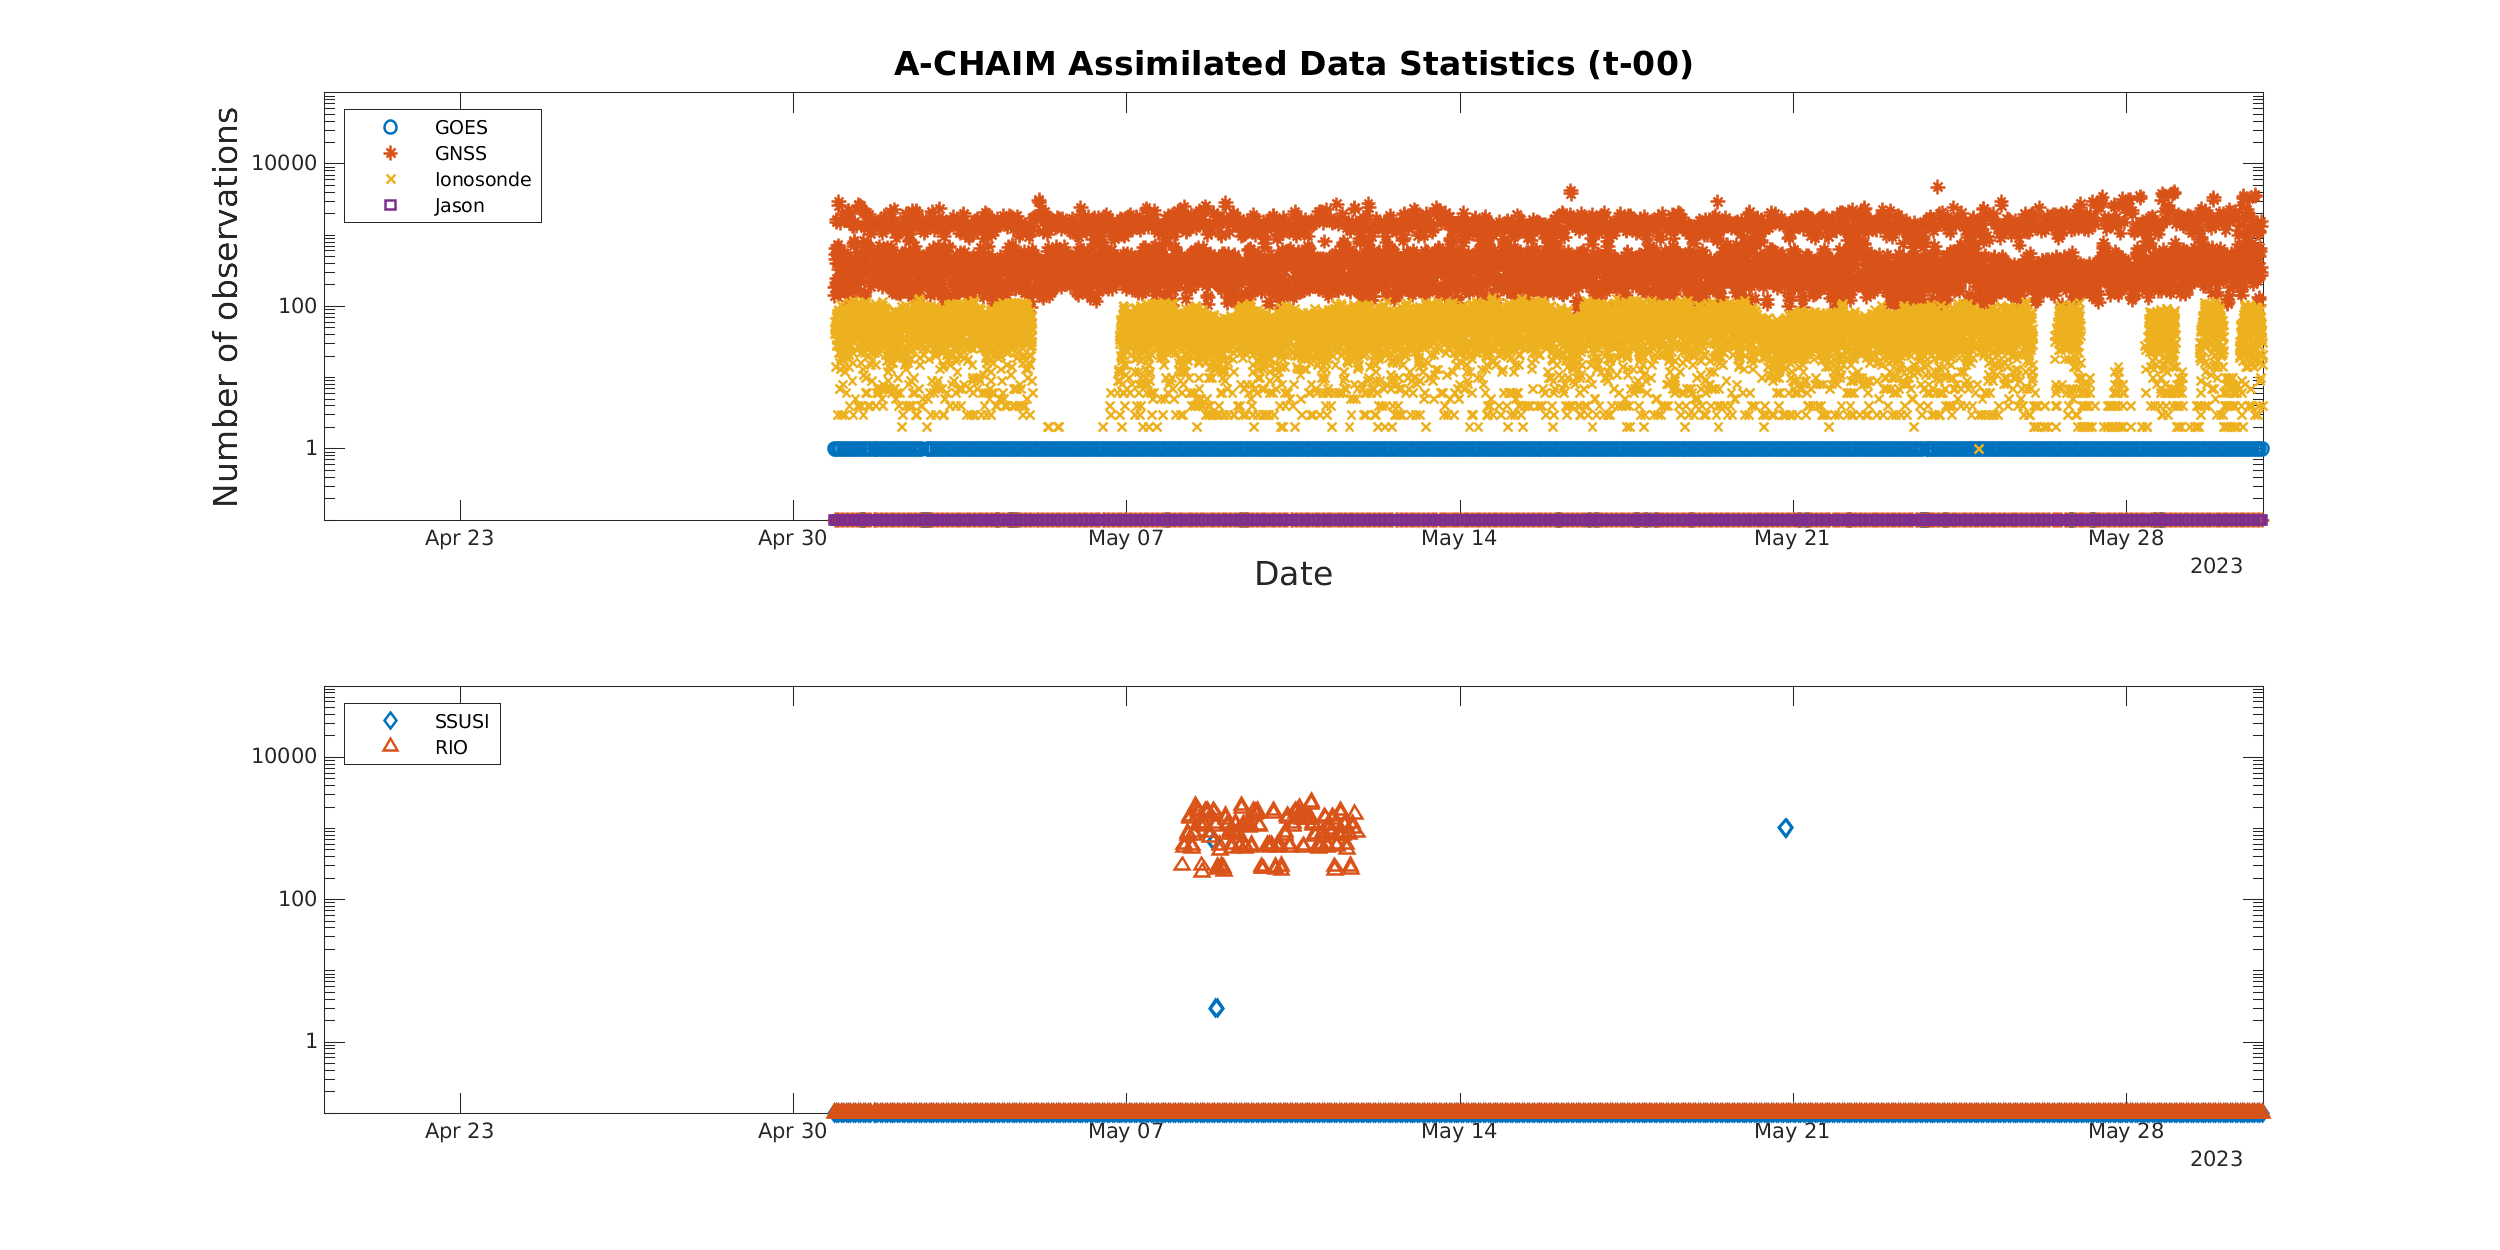 A-CHAIM Assimilated Data Statistics (t-00)
Number of observations
GOES
GNSS
Ionosonde
Jason
10000
100
1
Apr 23 Apr 30 May 07 May 14 May 21 May 28
2023
Date
SSUSI
RIO
10000
100
1
Apr 23 Apr 30 May 07 May 14 May 21 May 28
2023